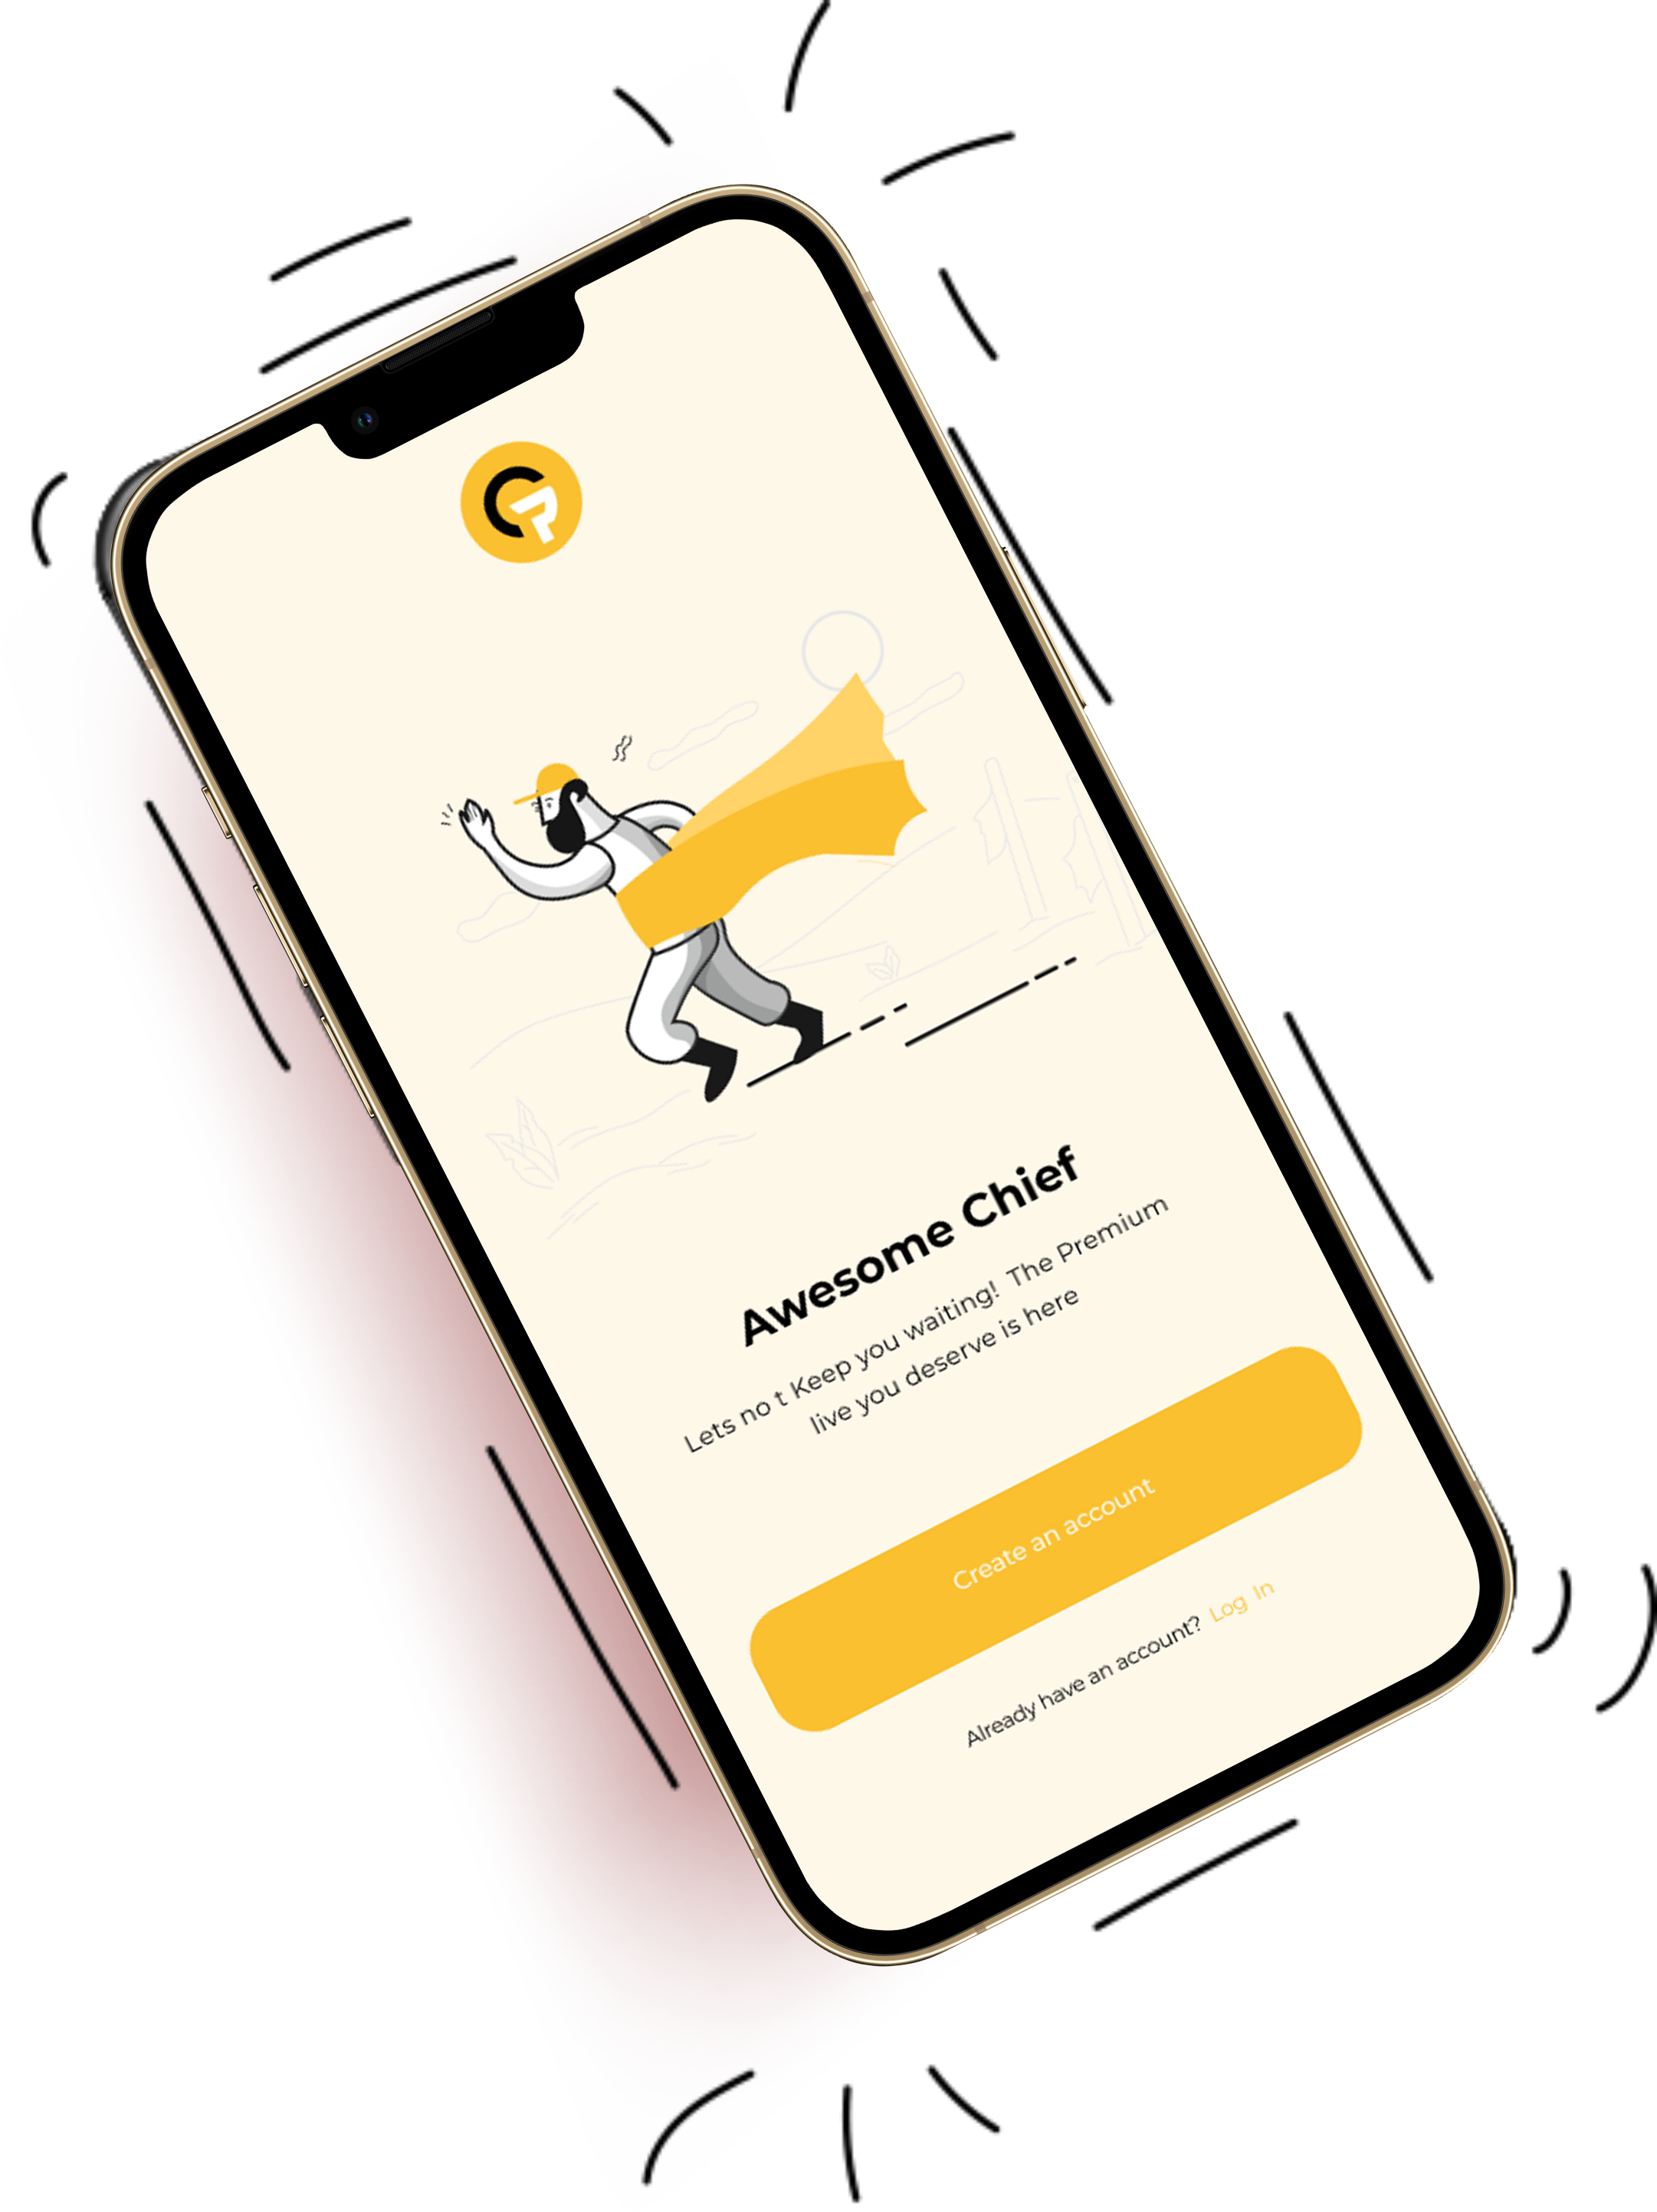 Awesome Chief
Lets no t Keep you waiting! The Premium
live you deserve is here
Create an account
Already have an account? Log In